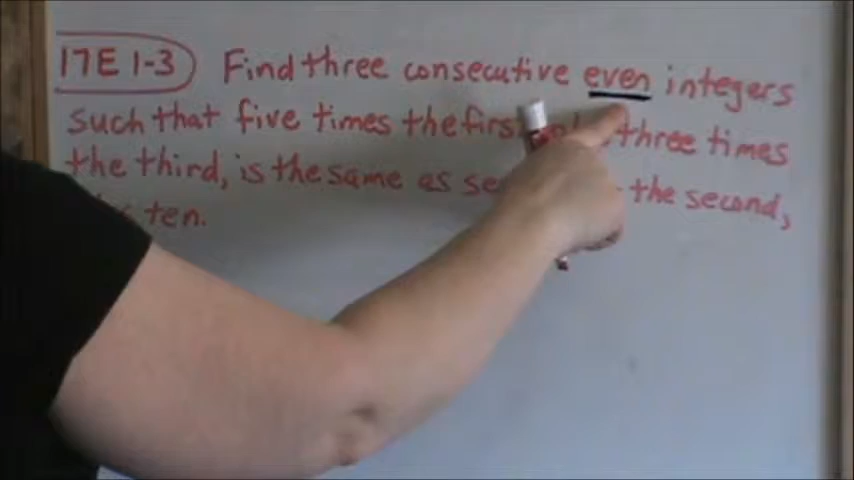 17E 1-3 Find three consecutive even integers
such that five times the first three times
the third, is the same as the second,
ten.